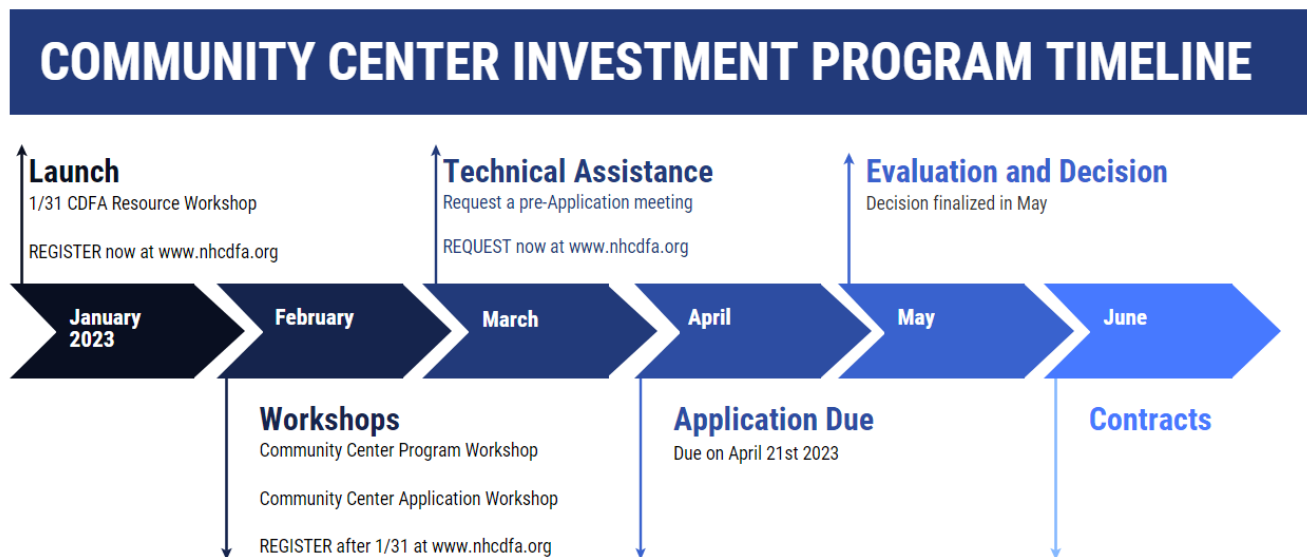 COMMUNITY CENTER INVESTMENT PROGRAM TIMELINE
Launch
1/31 CDFA Resource Workshop
REGISTER now at www.nhcdfa.org
Technical Assistance
Request a pre-Application meeting
REQUEST now at www.nhcdfa.org
Evaluation and Decision
Decision finalized in May
January
2023
February
March
April
May
June
Workshops
Community Center Program Workshop
Community Center Application Workshop
REGISTER after 1/31 at www.nhcdfa.org
Application Due
Due on April 21st 2023
Contracts